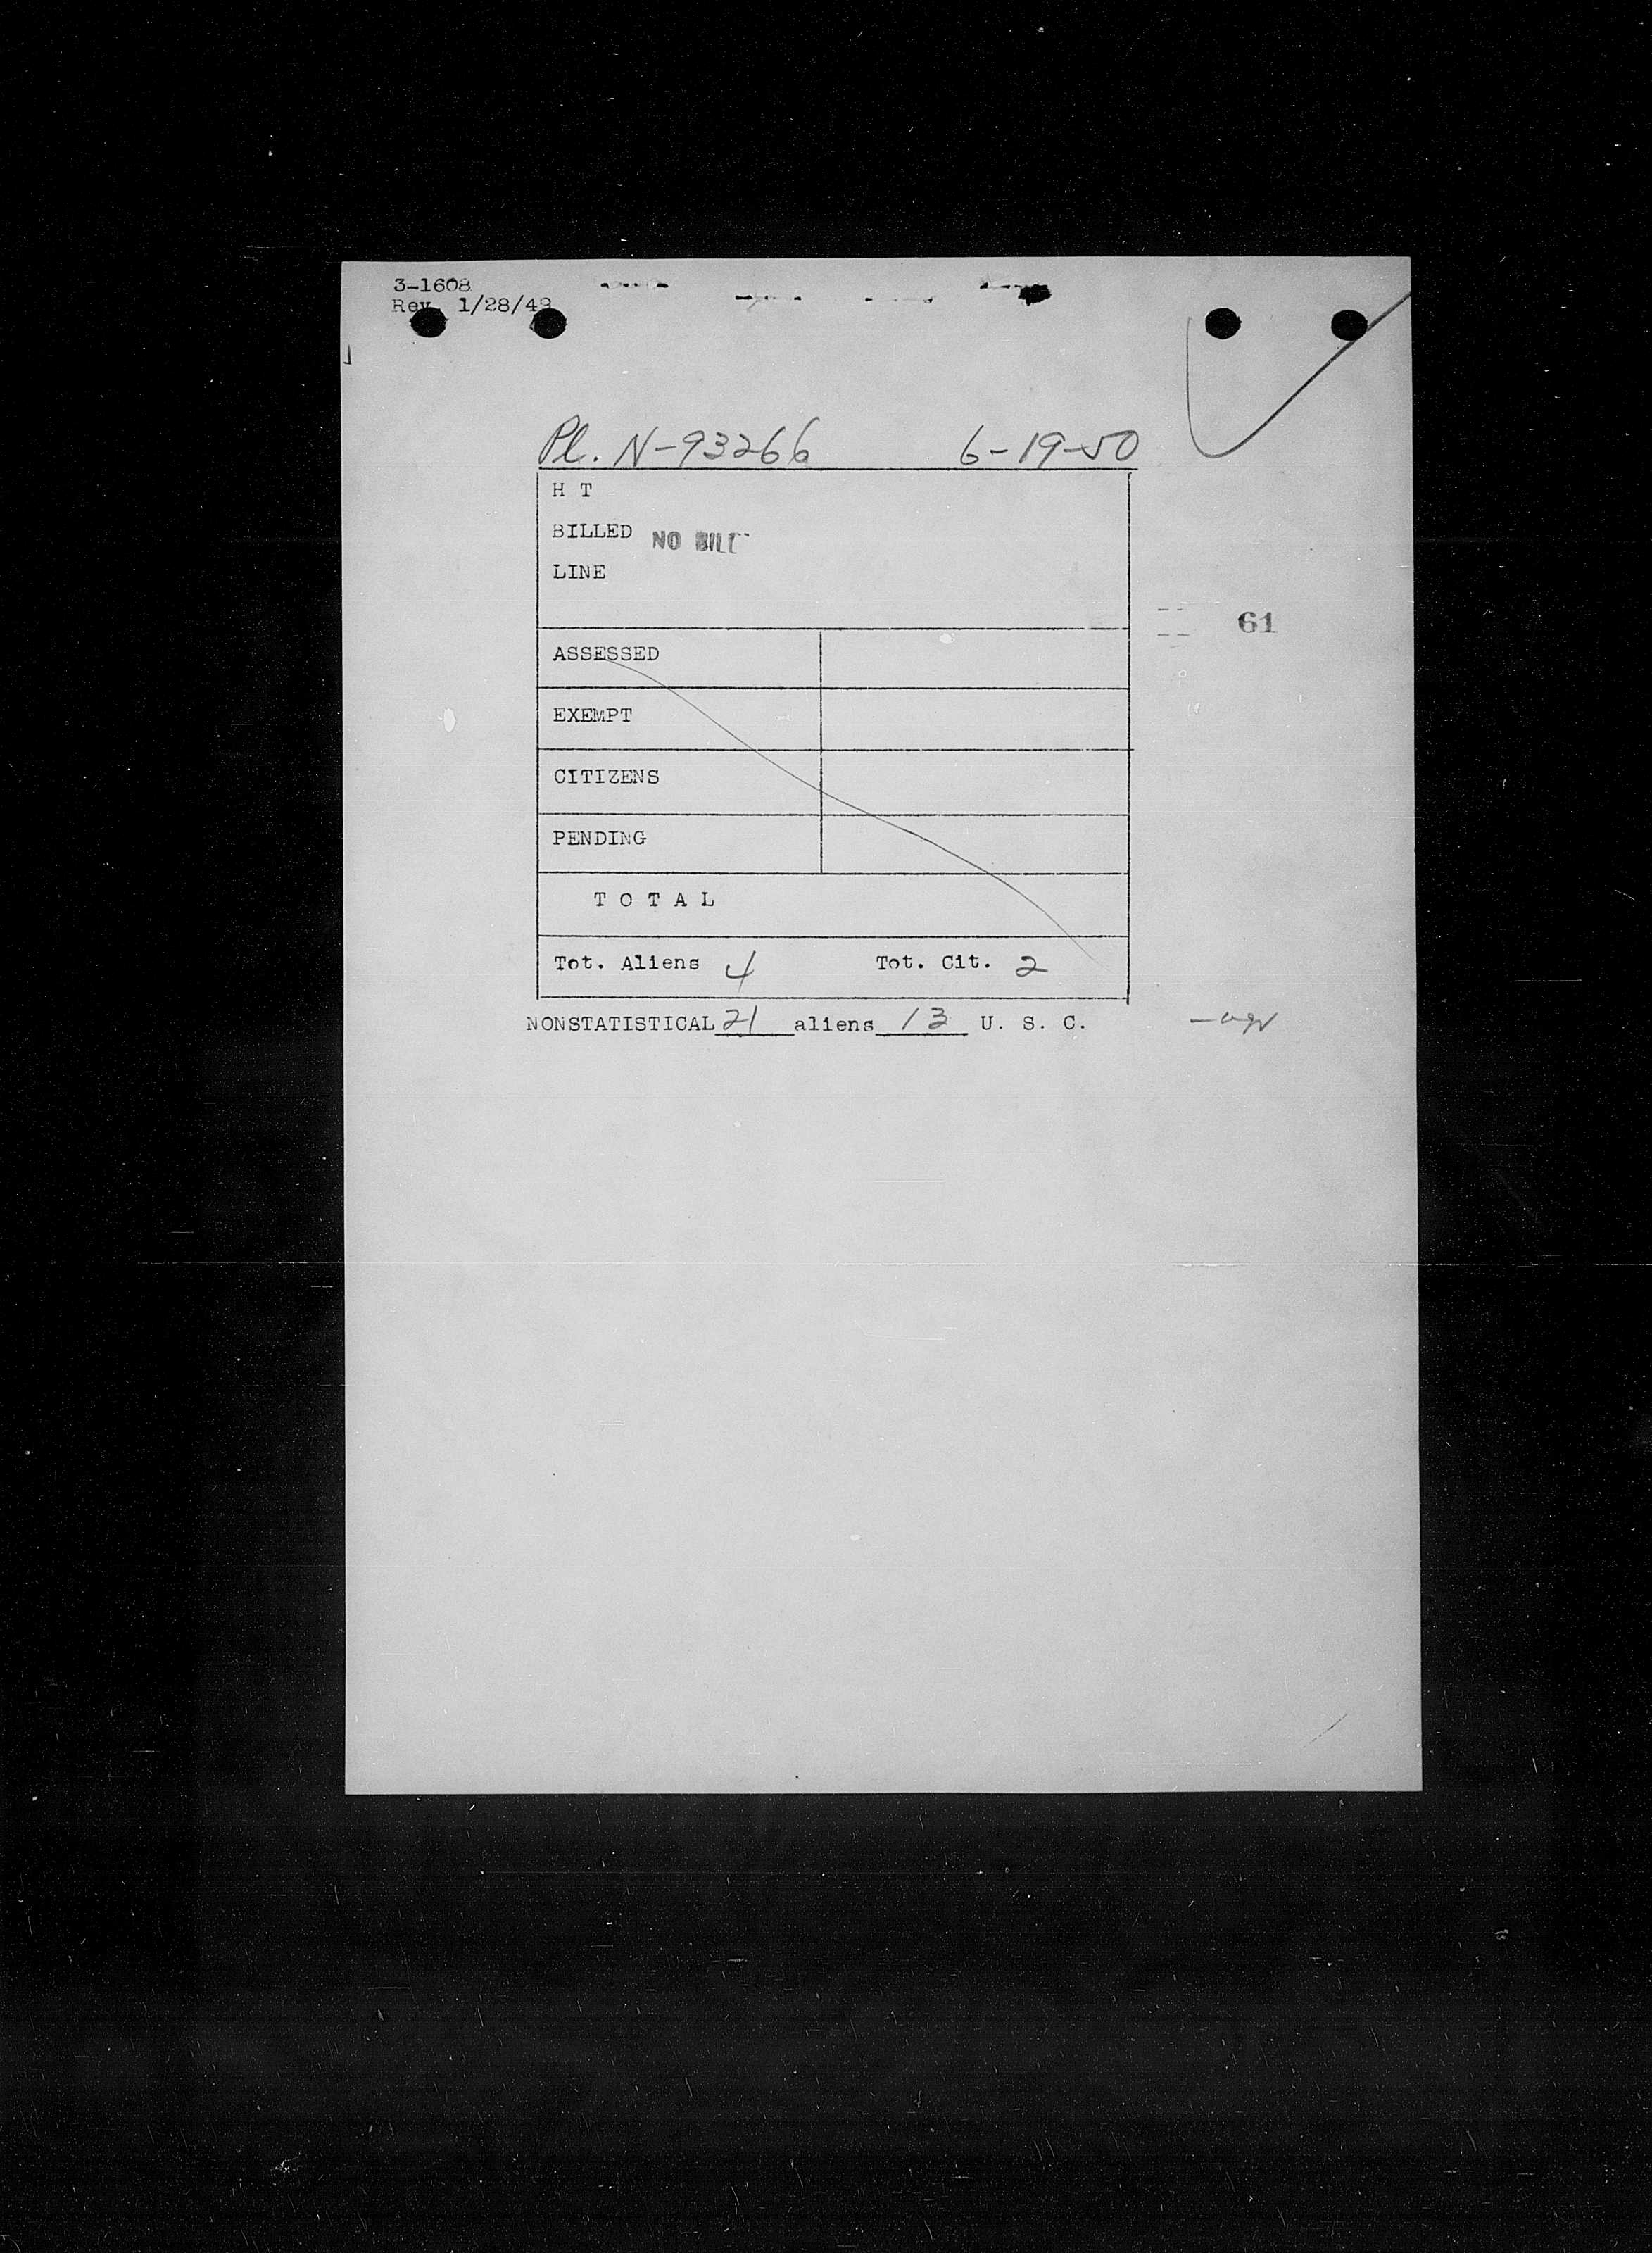 3-1608
Rev. 1/28/49
Pl. N-93266 6-19-50
H T
BILLED NO BILL
LINE
61
ASSESSED
EXEMPT
CITIZENS
PENDING
T O T A L
Tot. Aliens 4 Tot. Cit. 2
NONSTATISTICAL 21 aliens 13 U. S. C.